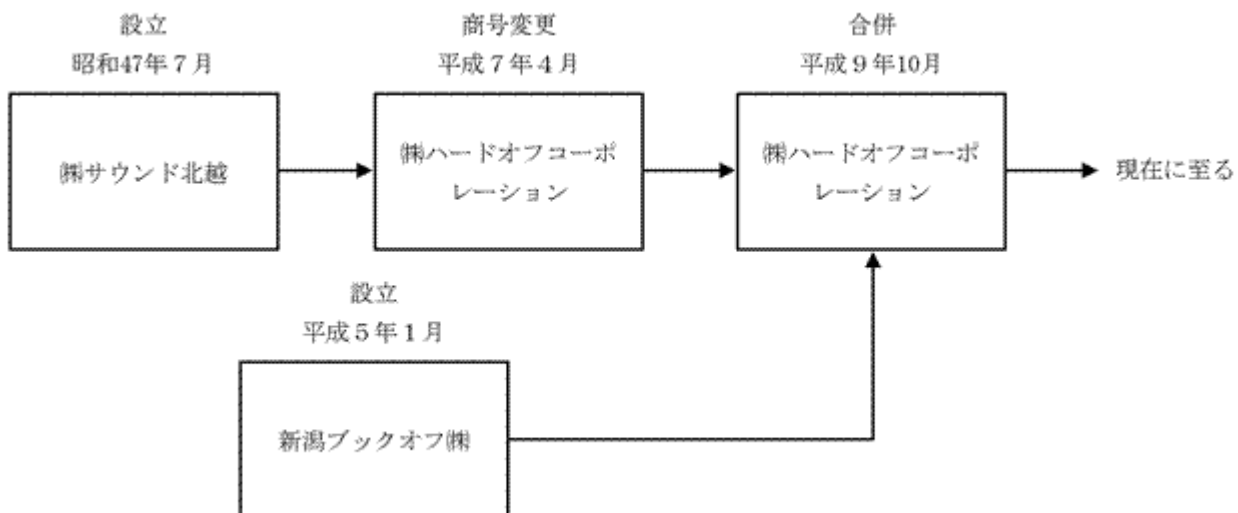 設立
昭和47年7月
㈱サウンド北越
商号変更
平成7年4月
㈱ハードオフコーポ
レーション
合併
平成9年10月
㈱ハードオフコーポ
レーション
現在に至る
設立
平成5年1月
新潟ブックオフ㈱